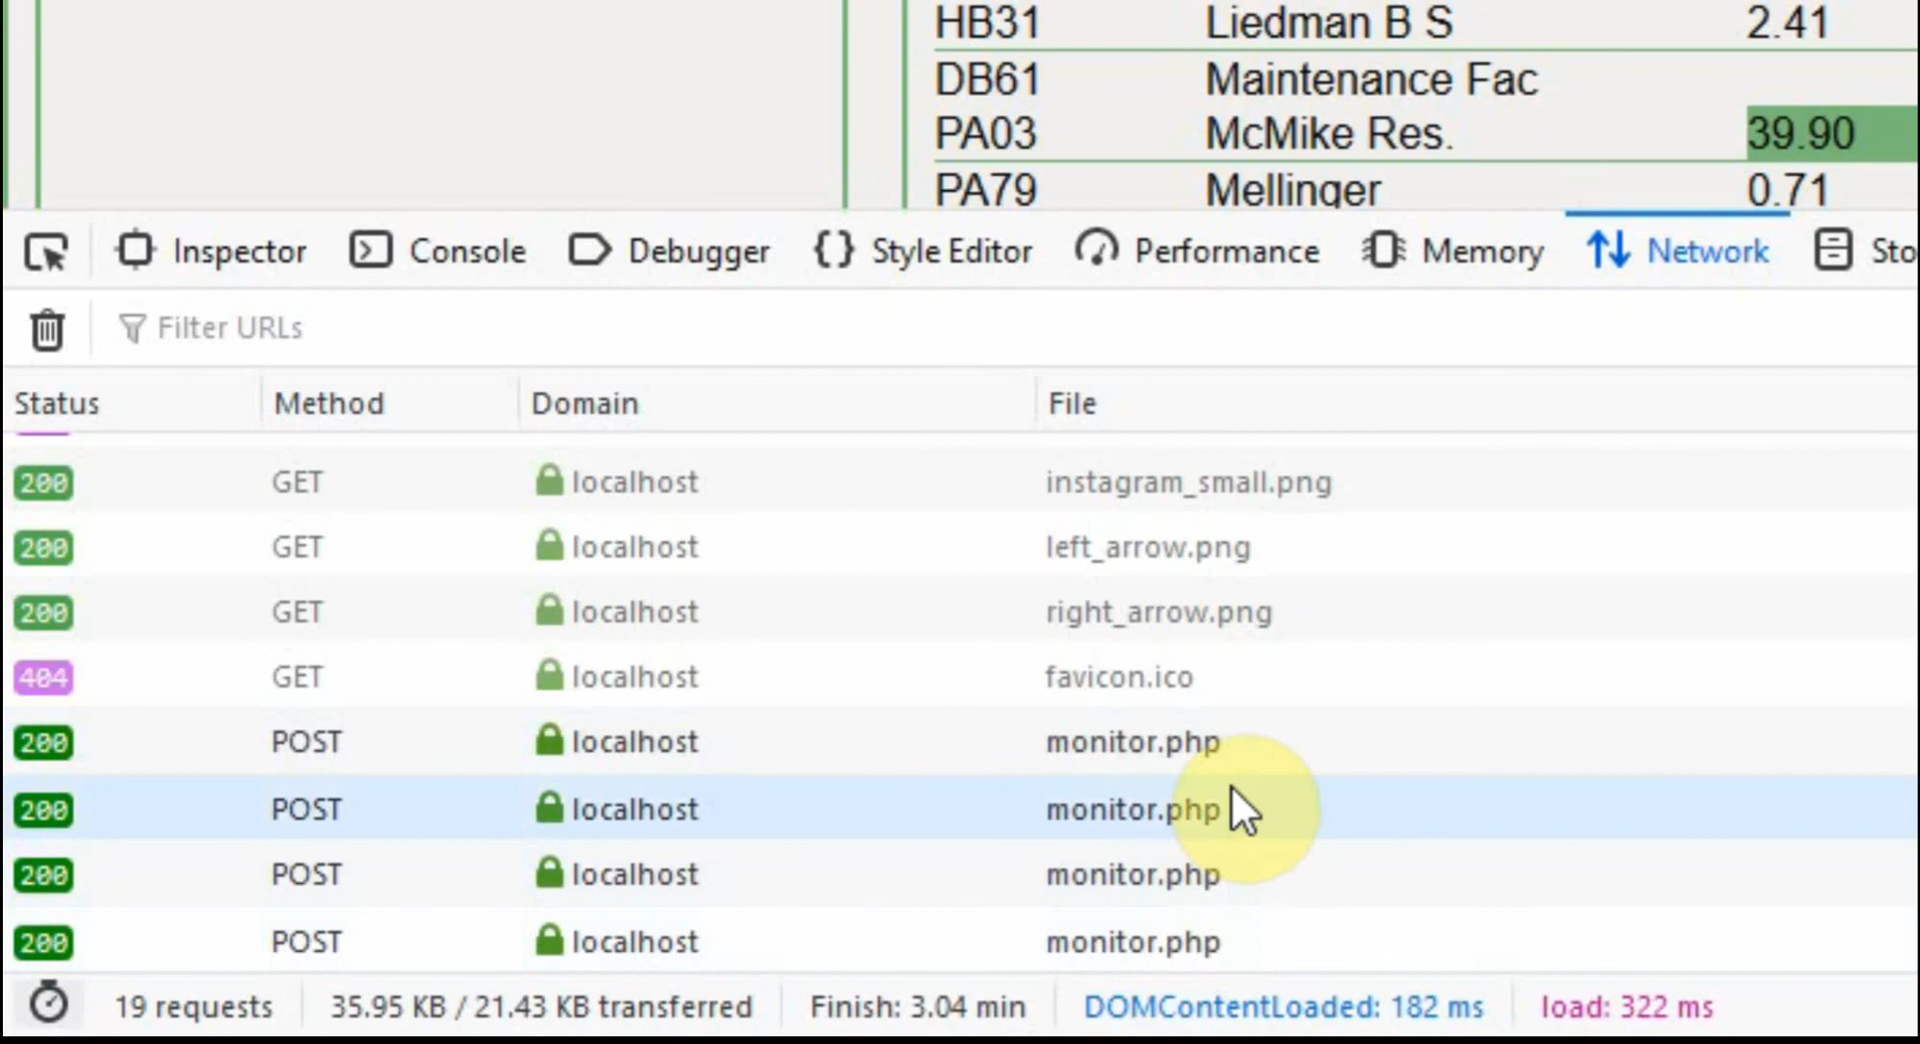 HB31 Liedman B S 2.41
DB61 Maintenance Fac
PA03 McMike Res. 39.90
PA79 Mellinger 0.71
Inspector Console Debugger Style Editor Performance Memory Network Sto
Filter URLs
Status Method Domain File
200 GET localhost instagram_small.png
200 GET localhost left_arrow.png
200 GET localhost right_arrow.png
404 GET localhost favicon.ico
200 POST localhost monitor.php
200 POST localhost monitor.php
200 POST localhost monitor.php
200 POST localhost monitor.php
19 requests 35.95 KB / 21.43 KB transferred Finish: 3.04 min DOMContentLoaded: 182 ms load: 322 ms